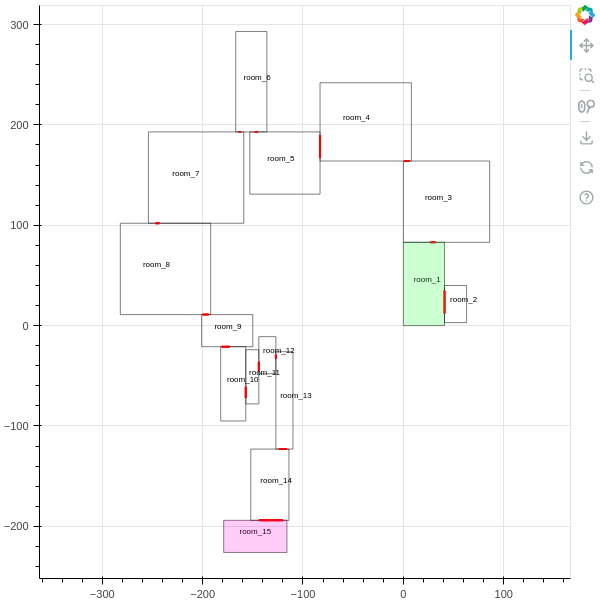 300
room_6
room_4
200
room_5
room_7
room_3
100
room_8
room_1
room_2
0
room_9
room_12
room_11
room_10
room_13
−100
room_14
−200
room_15
−300
−200
−100
0
100